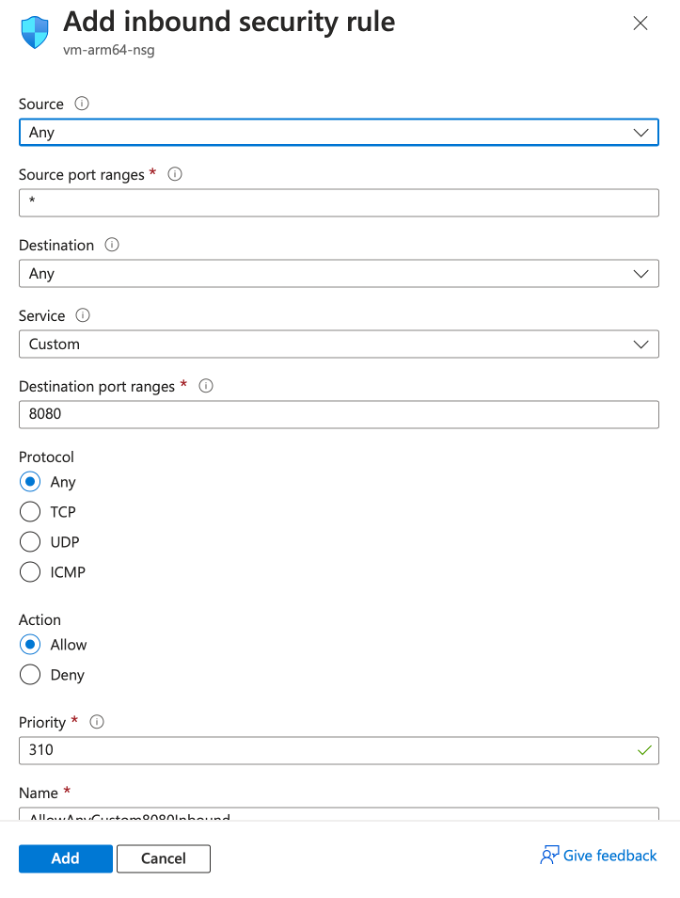 Add inbound security rule
vm-arm64-nsg
Source
Any
Source port ranges *
*
Destination
Any
Service
Custom
Destination port ranges *
8080
Protocol
Any
TCP
UDP
ICMP
Action
Allow
Deny
Priority *
310
Name *
AllowAnyCustom8080Inbound
Add Cancel Give feedback